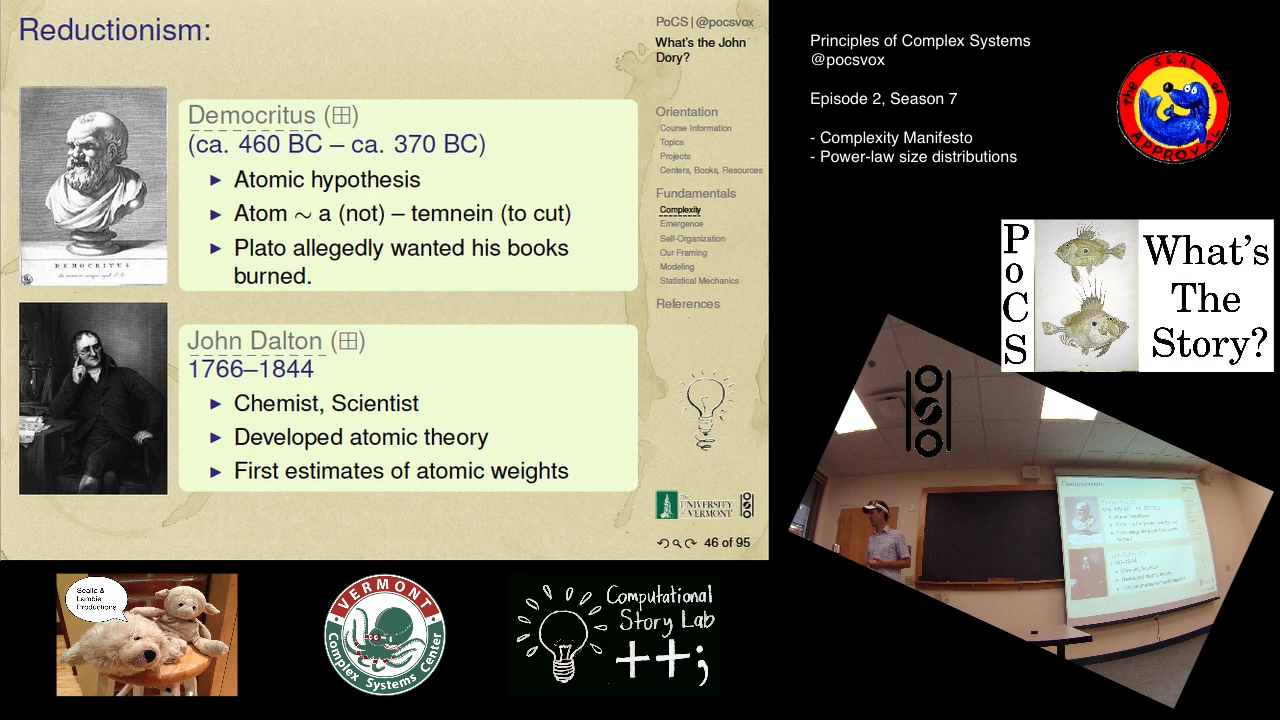 Reductionism:
Democritus (⊞)
(ca. 460 BC – ca. 370 BC)
▶ Atomic hypothesis
▶ Atom ∼ a (not) – temnein (to cut)
▶ Plato allegedly wanted his books
burned.
DEMOCRITUS
John Dalton (⊞)
1766–1844
▶ Chemist, Scientist
▶ Developed atomic theory
▶ First estimates of atomic weights
PoCS | @pocsvox
What's the John
Dory?
Orientation
Course Information
Topics
Projects
Centers, Books, Resources
Fundamentals
Complexity
Emergence
Self-Organization
Our Framing
Modeling
Statistical Mechanics
References
The
UNIVERSITY
of VERMONT
46 of 95
Principles of Complex Systems
@pocsvox
Episode 2, Season 7
- Complexity Manifesto
- Power-law size distributions
the SEAL of
APPROVAL
PoCS
What's
The
Story?
Reductionism:
Sealie &
Lambie
Productions
VERMONT
Complex Systems Center
Computational
Story Lab
++;